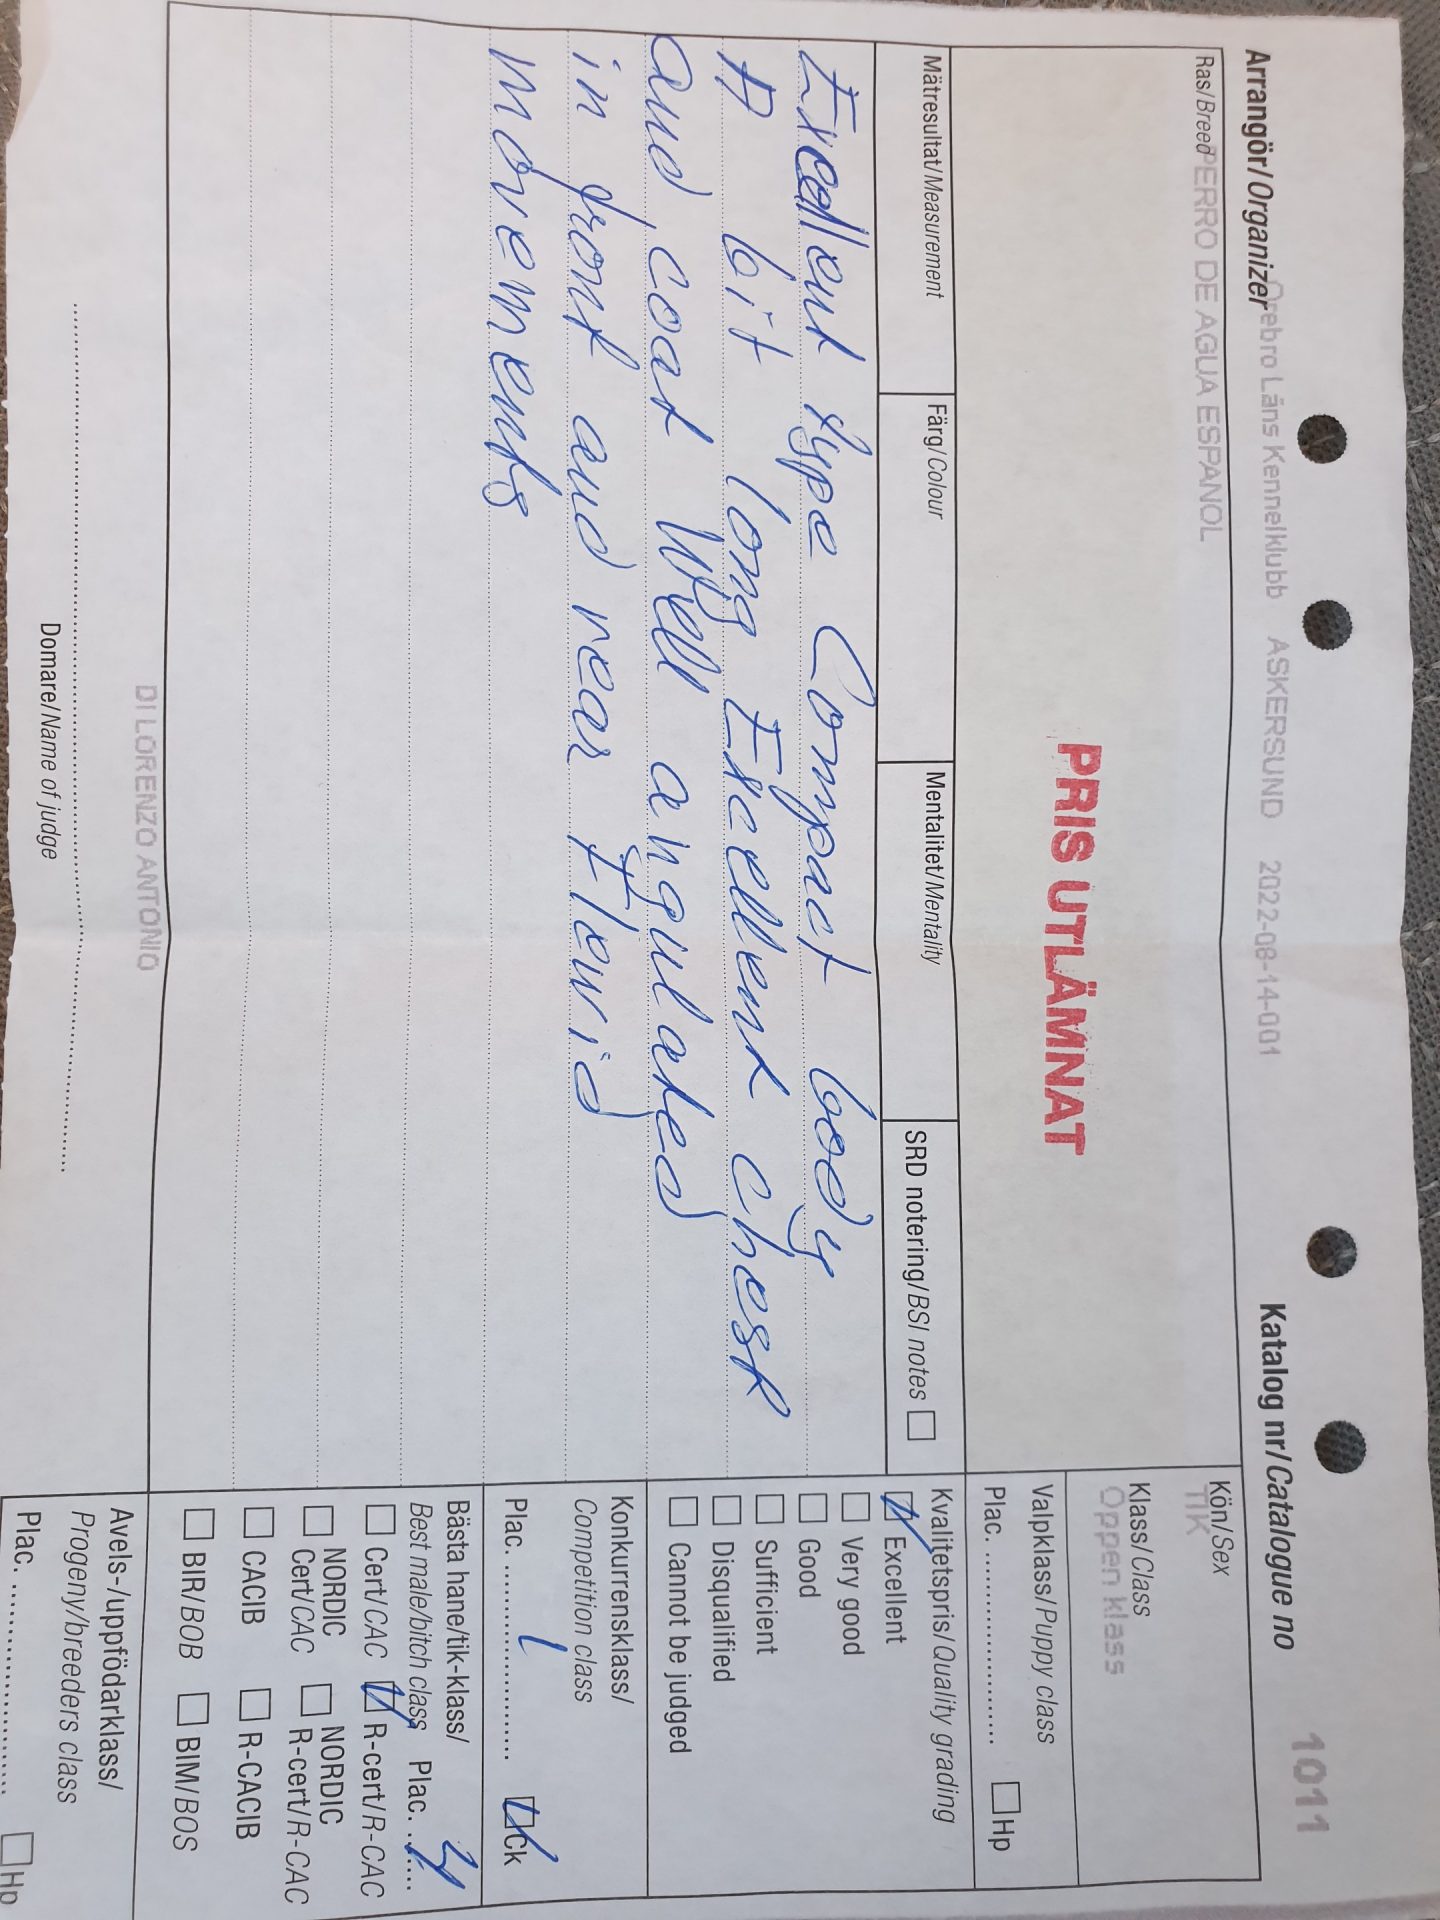 Arrangör/Organizer Örebro Läns Kennelklubb ASKERSUND 2022-08-14-001
Katalog nr/Catalogue no 1011
Ras/Breed PERRO DE AGUA ESPANOL
PRIS UTLÄMNAT
Kön/Sex
TIK
Klass/Class
Öppen klass
Valpklass/Puppy class
Plac. .................... Hp
Mätresultat/Measurement
Färg/Colour
Mentalitet/Mentality
SRD notering/BSI notes
Excellent type Compact body
A bit long Excellent chest
and coat Well angulated
in front and rear Fluid
movements
Kvalitetspris/Quality grading
Excellent
Very good
Good
Sufficient
Disqualified
Cannot be judged
Konkurrensklass/
Competition class
Plac. ........1............ Ck
Bästa hane/tik-klass/
Best male/bitch class Plac. ......
Cert/CAC R-cert/R-CAC
NORDIC NORDIC
Cert/CAC R-cert/R-CAC
CACIB R-CACIB
BIR/BOB BIM/BOS
Avels-/uppfödarklass/
Progeny/breeders class
Plac. .................... Hp
DI LORENZO ANTONIO
Domare/Name of judge